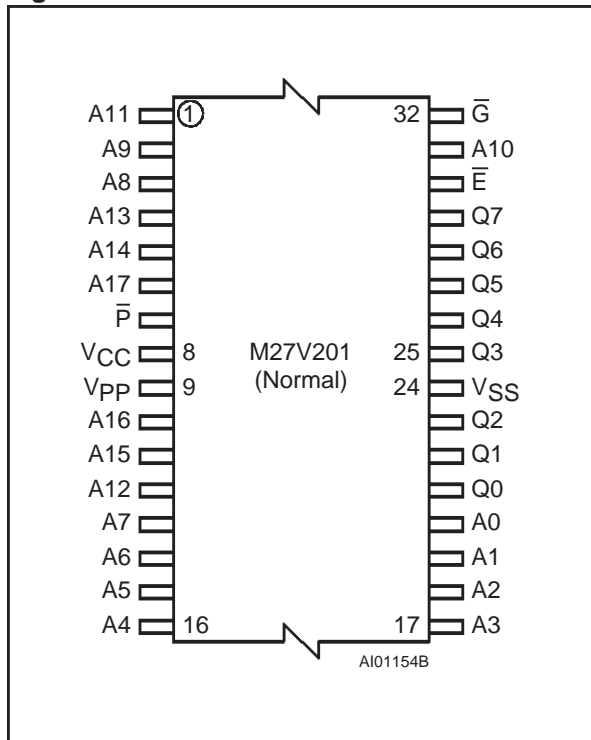 A11 1 32 G̅
A9 A10
A8 E̅
A13 Q7
A14 Q6
A17 Q5
P̅ Q4
VCC 8 M27V201 25 Q3
VPP 9 (Normal) 24 VSS
A16 Q2
A15 Q1
A12 Q0
A7 A0
A6 A1
A5 A2
A4 16 17 A3
AI01154B